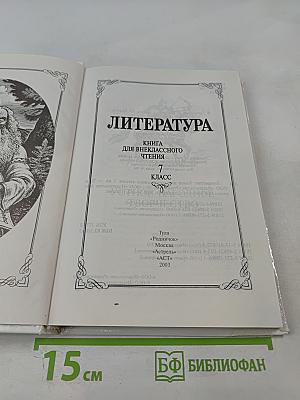 ЛИТЕРАТУРА
КНИГА
ДЛЯ ВНЕКЛАССНОГО
ЧТЕНИЯ
7
КЛАСС
Тула
«Родничок»
Москва
«Астрель»
«АСТ»
2003
15 см
БФ БИБЛИОФАН